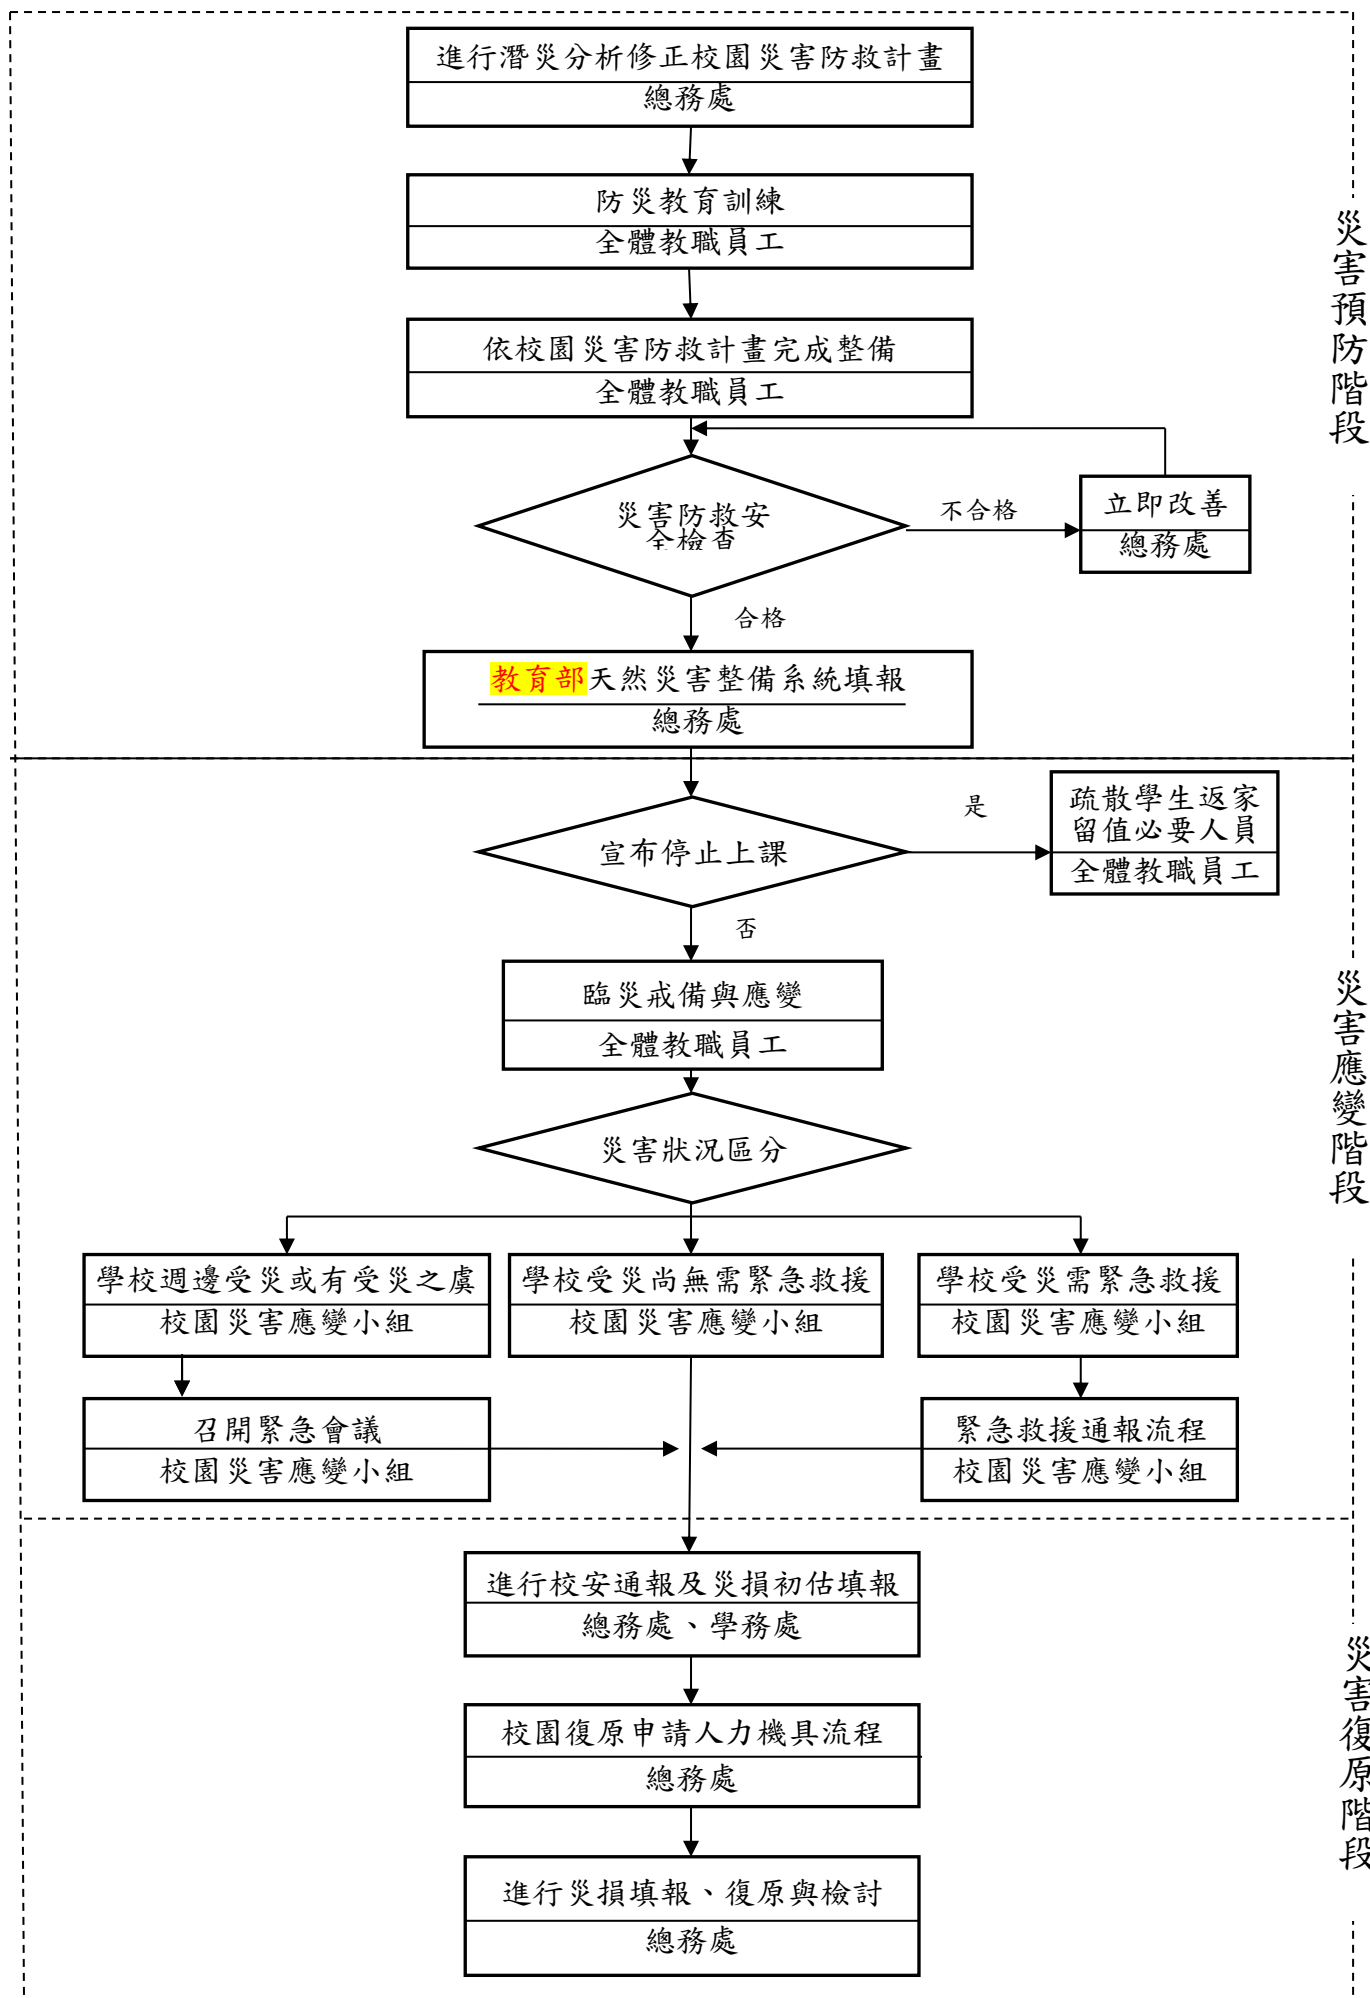 進行潛災分析修正校園災害防救計畫
總務處
防災教育訓練
全體教職員工
依校園災害防救計畫完成整備
全體教職員工
災害預防階段
災害防救安
全檢查
不合格
立即改善
總務處
合格
教育部天然災害整備系統填報
總務處
宣布停止上課
是
疏散學生返家
留值必要人員
全體教職員工
否
臨災戒備與應變
全體教職員工
災害應變階段
災害狀況區分
學校週邊受災或有受災之虞
校園災害應變小組
學校受災尚無需緊急救援
校園災害應變小組
學校受災需緊急救援
校園災害應變小組
召開緊急會議
校園災害應變小組
緊急救援通報流程
校園災害應變小組
進行校安通報及災損初估填報
總務處、學務處
校園復原申請人力機具流程
總務處
災害復原階段
進行災損填報、復原與檢討
總務處